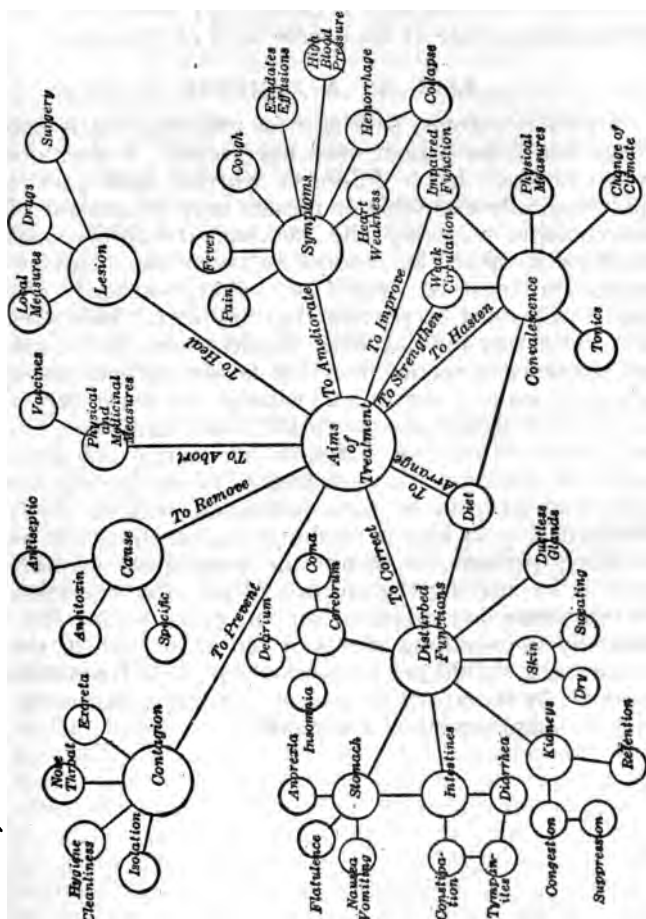 Aims
of
Treatment
To Prevent
Contagion
Isolation
Hygiene
Cleanliness
Nose
Throat
Excreta
To Remove
Cause
Specific
Antitoxin
Antiseptic
To Abort
Physical
and
Medicinal
Measures
Vaccines
To Heal
Lesion
Local
Measures
Drugs
Surgery
To Ameliorate
Symptoms
Pain
Fever
Cough
Exudates
Effusions
High
Blood
Pressure
Hemorrhage
Collapse
Heart
Weakness
To Improve
Impaired
Function
To Strengthen
Weak
Circulation
To Hasten
Convalescence
Physical
Measures
Change of
Climate
Tonics
To
Arrange
Diet
To Correct
Disturbed
Functions
Cerebrum
Coma
Delirium
Insomnia
Stomach
Anorexia
Flatulence
Nausea
Vomiting
Intestines
Constipa-
tion
Tympan-
ites
Diarrhea
Kidneys
Congestion
Suppression
Retention
Skin
Dry
Sweating
Ductless
Glands